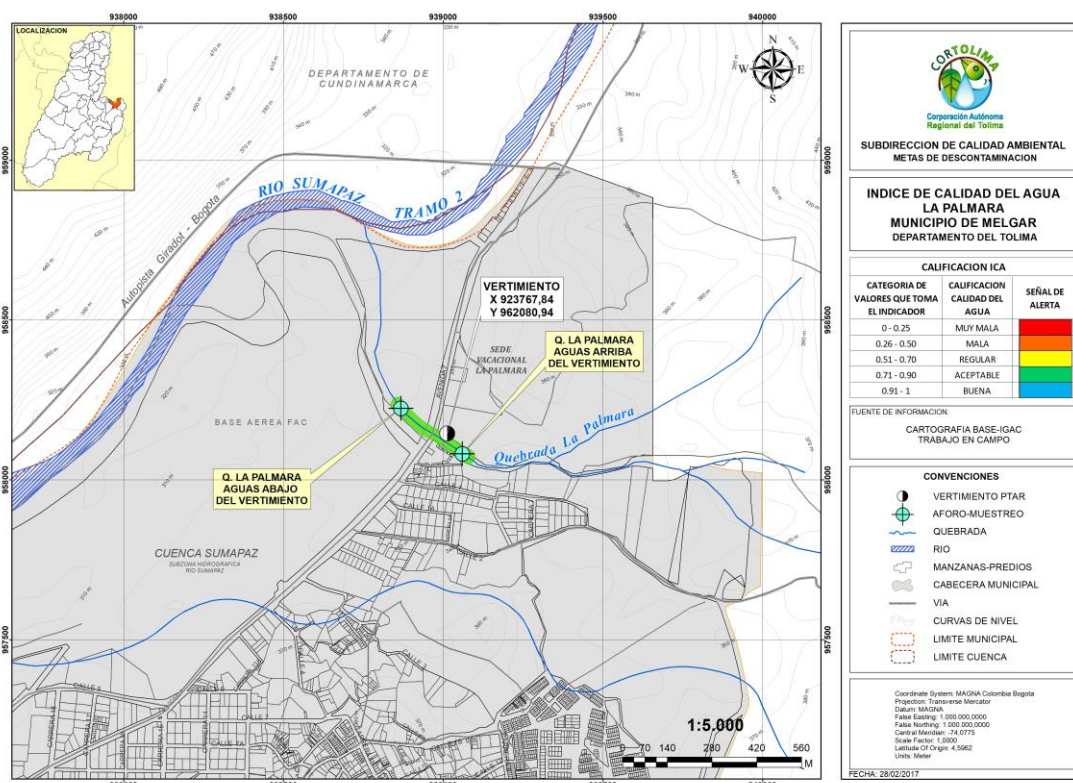 938000
938500
939000
939500
940000
LOCALIZACION
DEPARTAMENTO DE
CUNDINAMARCA
N
W
E
S
959000
959000
RIO SUMAPAZ
TRAMO 2
Autopista Girardot - Bogota
VERTIMIENTO
X 923767,84
Y 962080,94
958500
958500
SEDE
VACACIONAL
LA PALMARA
Q. LA PALMARA
AGUAS ARRIBA
DEL VERTIMIENTO
BASE AEREA FAC
Quebrada La Palmara
Q. LA PALMARA
AGUAS ABAJO
DEL VERTIMIENTO
958000
958000
CUENCA SUMAPAZ
SUBZONA HIDROGRAFICA
RIO SUMAPAZ
957500
957500
1:5.000
0 70 140 280 420 560
M
CORTOLIMA
Corporación Autónoma
Regional del Tolima
SUBDIRECCION DE CALIDAD AMBIENTAL
METAS DE DESCONTAMINACION
INDICE DE CALIDAD DEL AGUA
LA PALMARA
MUNICIPIO DE MELGAR
DEPARTAMENTO DEL TOLIMA
CALIFICACION ICA
CATEGORIA DE
VALORES QUE TOMA
EL INDICADOR
CALIFICACION
CALIDAD DEL
AGUA
SEÑAL DE
ALERTA
0 - 0.25 MUY MALA
0.26 - 0.50 MALA
0.51 - 0.70 REGULAR
0.71 - 0.90 ACEPTABLE
0.91 - 1 BUENA
FUENTE DE INFORMACION:
CARTOGRAFIA BASE-IGAC
TRABAJO EN CAMPO
CONVENCIONES
VERTIMIENTO PTAR
AFORO-MUESTREO
QUEBRADA
RIO
MANZANAS-PREDIOS
CABECERA MUNICIPAL
VIA
CURVAS DE NIVEL
LIMITE MUNICIPAL
LIMITE CUENCA
Coordinate System: MAGNA Colombia Bogota
Projection: Transverse Mercator
Datum: MAGNA
False Easting: 1.000.000,0000
False Northing: 1.000.000,0000
Central Meridian: -74,0775
Scale Factor: 1,0000
Latitude Of Origin: 4,5962
Units: Meter
FECHA: 28/02/2017